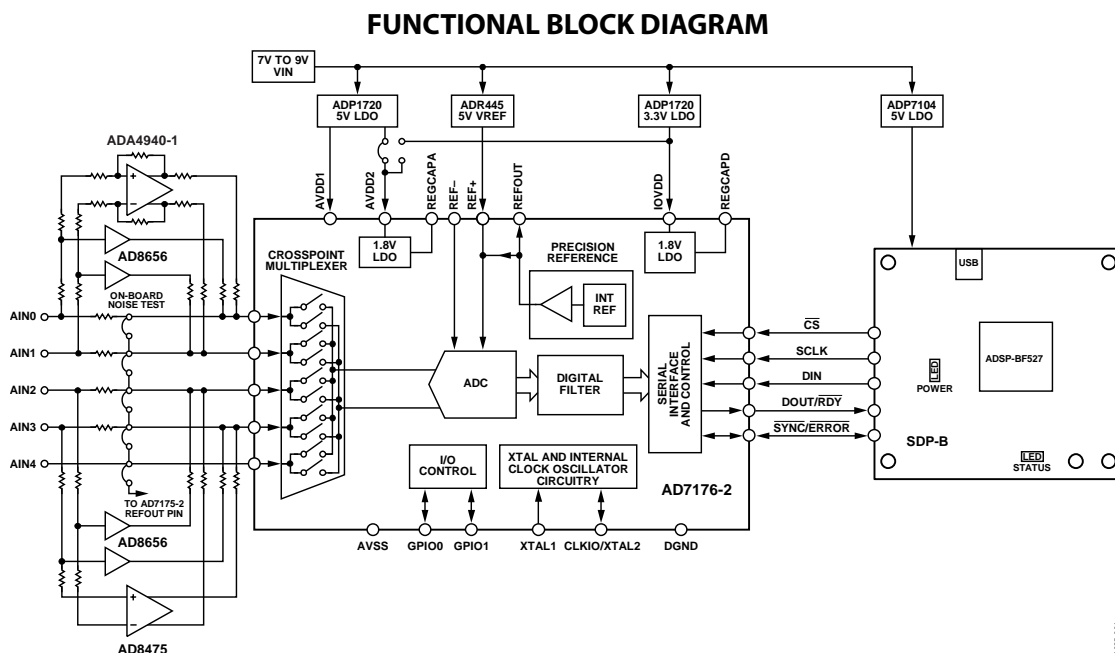 FUNCTIONAL BLOCK DIAGRAM
7V TO 9V
VIN
ADP1720
5V LDO
ADR445
5V VREF
ADP1720
3.3V LDO
ADP7104
5V LDO
ADA4940-1
AVDD1
AVDD2
REGCAPA
REF–
REF+
REFOUT
IOVDD
REGCAPD
1.8V
LDO
1.8V
LDO
CROSSPOINT
MULTIPLEXER
PRECISION
REFERENCE
INT
REF
AD8656
ON-BOARD
NOISE TEST
AIN0
AIN1
AIN2
AIN3
AIN4
ADC
DIGITAL
FILTER
SERIAL
INTERFACE
AND CONTROL
CS
SCLK
DIN
DOUT/RDY
SYNC/ERROR
USB
ADSP-BF527
LED
POWER
SDP-B
LED
STATUS
I/O
CONTROL
XTAL AND INTERNAL
CLOCK OSCILLATOR
CIRCUITRY
AD7176-2
TO AD7175-2
REFOUT PIN
AD8656
AVSS
GPIO0
GPIO1
XTAL1
CLKIO/XTAL2
DGND
AD8475